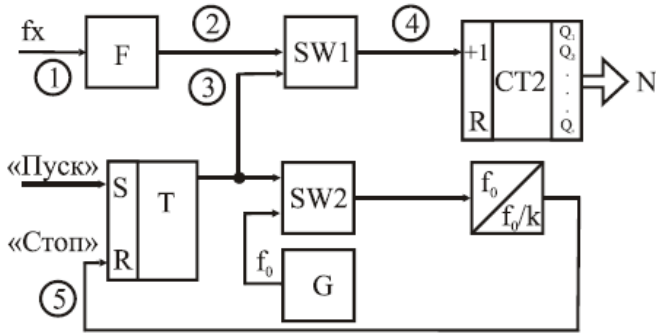 fx
①
F
②
③
SW1
④
+1
R
CT2
Q₁
Q₂
.
.
.
.
Q.
N
«Пуск»
«Стоп»
S
R
T
⑤
SW2
f₀
G
f₀
f₀/k